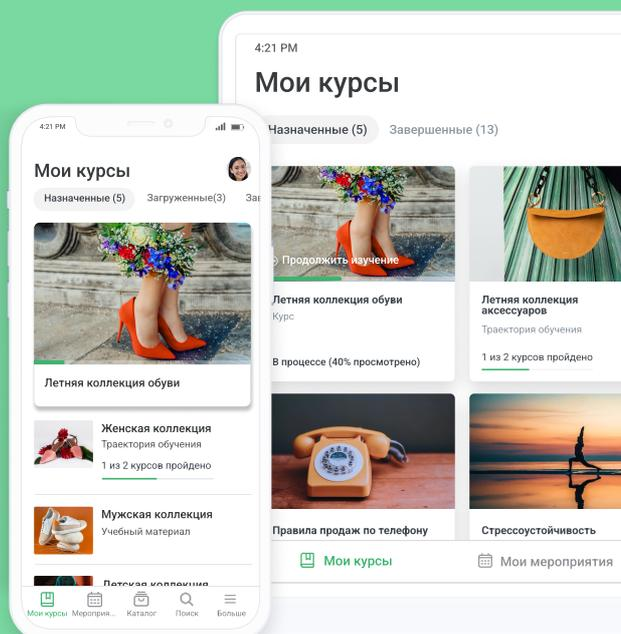 4:21 PM
Мои курсы
Назначенные (5) Завершенные (13)
Продолжить изучение
Летняя коллекция обуви
Курс
В процессе (40% просмотрено)
Летняя коллекция
аксессуаров
Траектория обучения
1 из 2 курсов пройдено
Правила продаж по телефону
Стрессоустойчивость
Мои курсы
Мои мероприятия
4:21 PM
Мои курсы
Назначенные (5) Загруженные(3) Зав
Летняя коллекция обуви
Женская коллекция
Траектория обучения
1 из 2 курсов пройдено
Мужская коллекция
Учебный материал
Детская коллекция
Мои курсы Мероприя... Каталог Поиск Больше